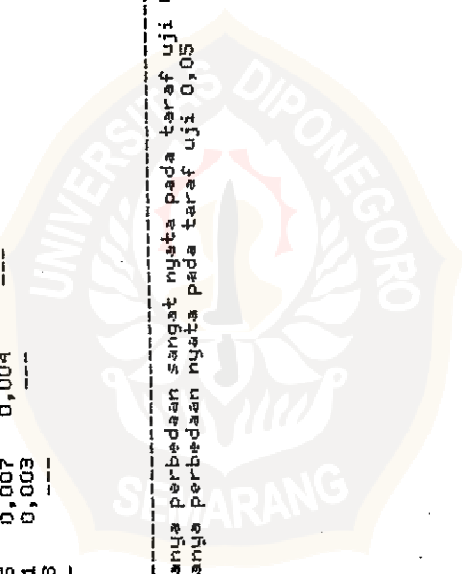 0,007 0,004 ---
0,003 ---
---
anya perbedaan sangat nyata pada taraf uji
anya perbedaan nyata pada taraf uji 0,05
UNIVERSITAS DIPONEGORO
SEMARANG